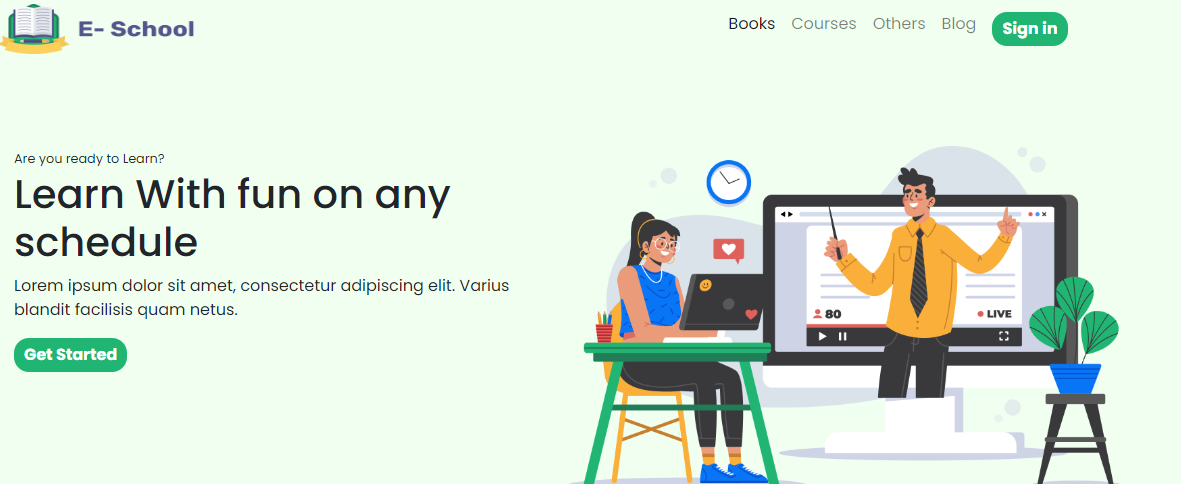 E- School
Books Courses Others Blog Sign in
Are you ready to Learn?
Learn With fun on any
schedule
Lorem ipsum dolor sit amet, consectetur adipiscing elit. Varius
blandit facilisis quam netus.
Get Started
80
LIVE